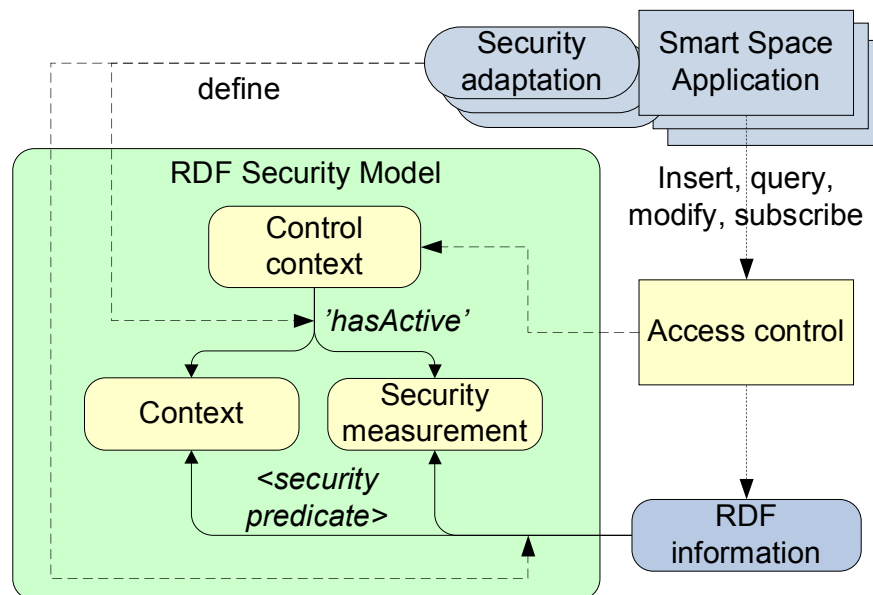 Security
adaptation
Smart Space
Application
define
RDF Security Model
Insert, query,
modify, subscribe
Control
context
’hasActive’
Access control
Context
Security
measurement
<security
predicate>
RDF
information